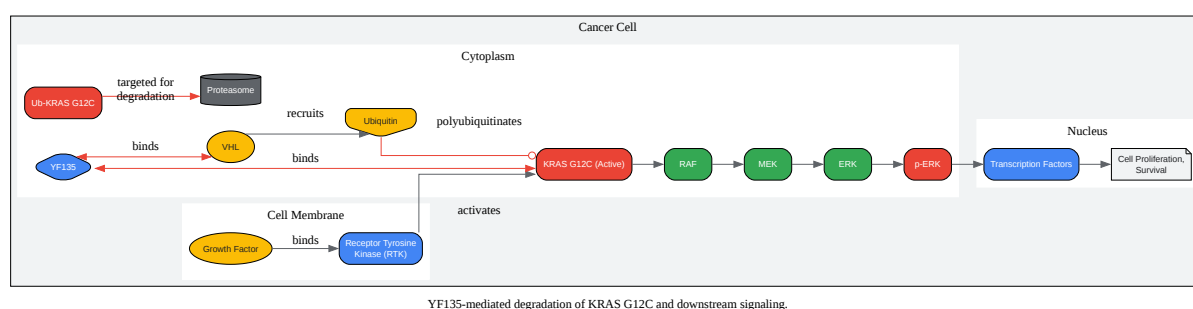 Cancer Cell
Cytoplasm
Ub-KRAS G12C
targeted for
degradation
Proteasome
recruits
Ubiquitin
polyubiquitinates
binds
VHL
YF135
binds
KRAS G12C (Active)
RAF
MEK
ERK
p-ERK
Nucleus
Transcription Factors
Cell Proliferation,
Survival
activates
Cell Membrane
Growth Factor
binds
Receptor Tyrosine
Kinase (RTK)
YF135-mediated degradation of KRAS G12C and downstream signaling.